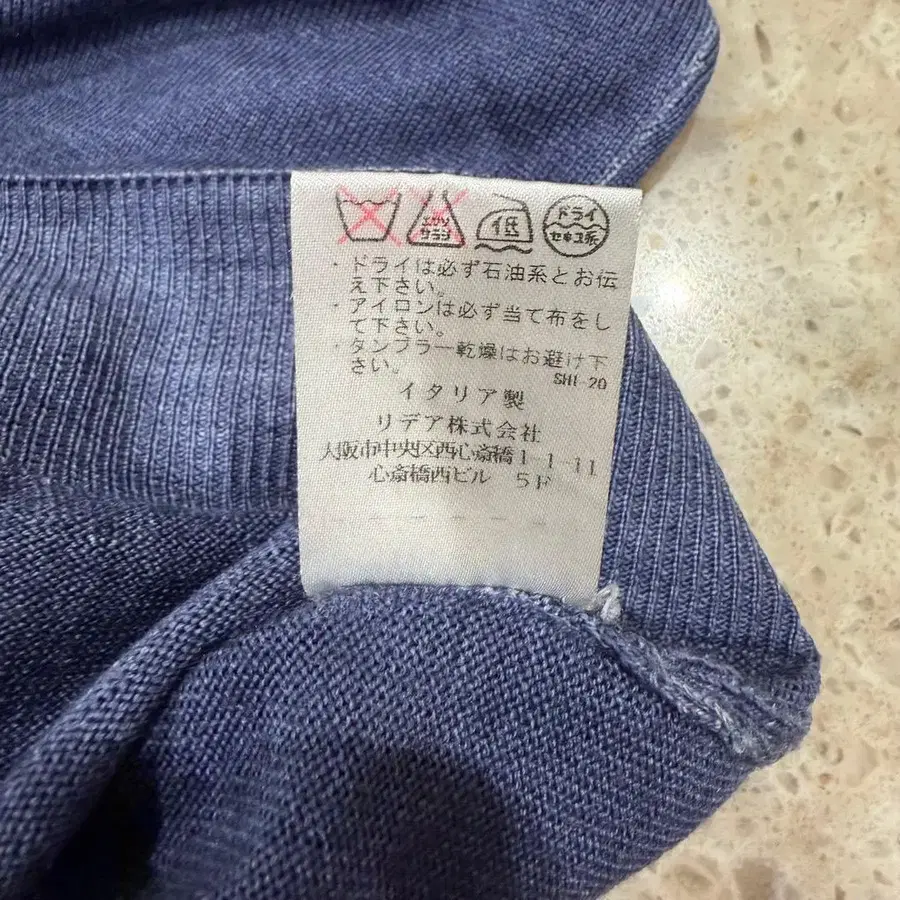 エンソ
サラシ
低
ドライ
セキユ系
・ドライは必ず石油系とお伝
え下さい。
・アイロンは必ず当て布をし
て下さい。
・タンブラー乾燥はお避け下
さい。
SHI-20
イタリア製
リデア株式会社
大阪市中央区西心斎橋1-1-11
心斎橋西ビル 5F